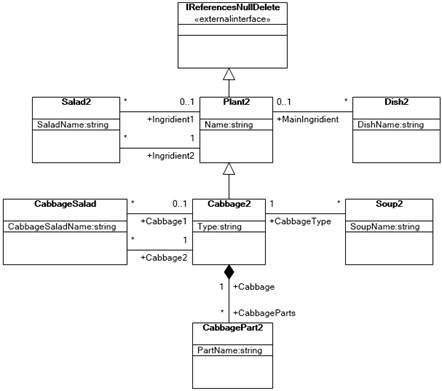 IReferencesNullDelete
«externalinterface»
Salad2
SaladName:string
* 0..1
+Ingridient1
* 1
+Ingridient2
Plant2
Name:string
0..1 *
+MainIngridient
Dish2
DishName:string
CabbageSalad
CabbageSaladName:string
* 0..1
+Cabbage1
* 1
+Cabbage2
Cabbage2
Type:string
1 *
+CabbageType
Soup2
SoupName:string
1 +Cabbage
* +CabbageParts
CabbagePart2
PartName:string